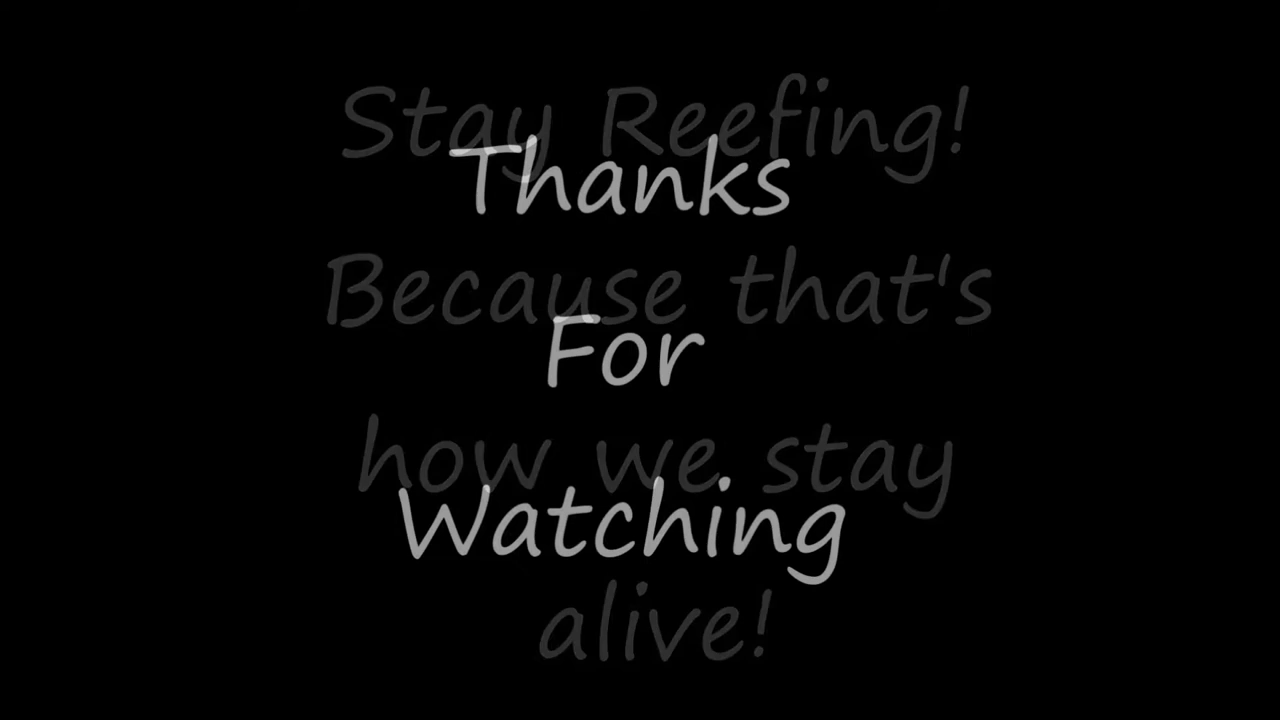 Stay Reefing!
Thanks
Because that's
For
how we stay
Watching
alive!